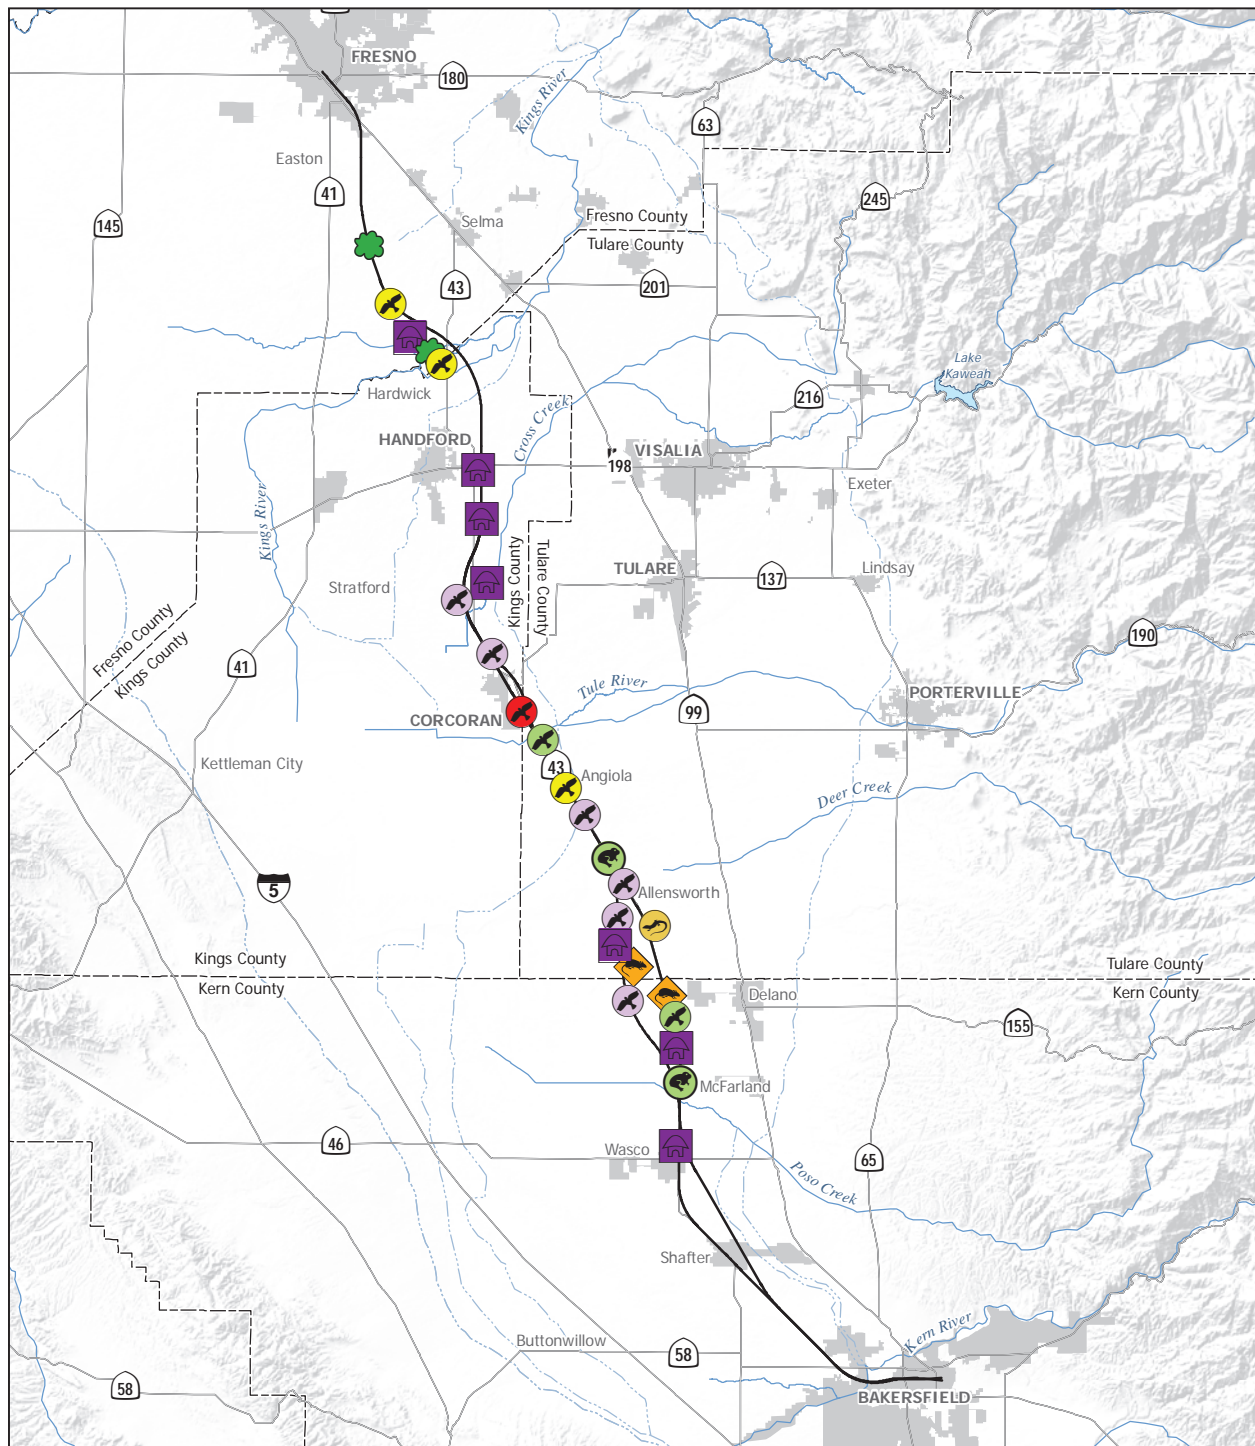 FRESNO
180
Kings River
63
Easton
41
245
145
Selma
Fresno County
Tulare County
43
201
Lake
Kaweah
Hardwick
216
Cross Creek
HANDFORD
VISALIA
198
Exeter
Kings River
Kings County
Tulare County
TULARE
137
Lindsay
Stratford
Fresno County
Kings County
41
190
Tule River
PORTERVILLE
CORCORAN
99
Kettleman City
43
Angiola
Deer Creek
5
Allensworth
Kings County
Kern County
Tulare County
Kern County
Delano
155
McFarland
46
Wasco
65
Poso Creek
Shafter
Kern River
Buttonwillow
58
58
BAKERSFIELD